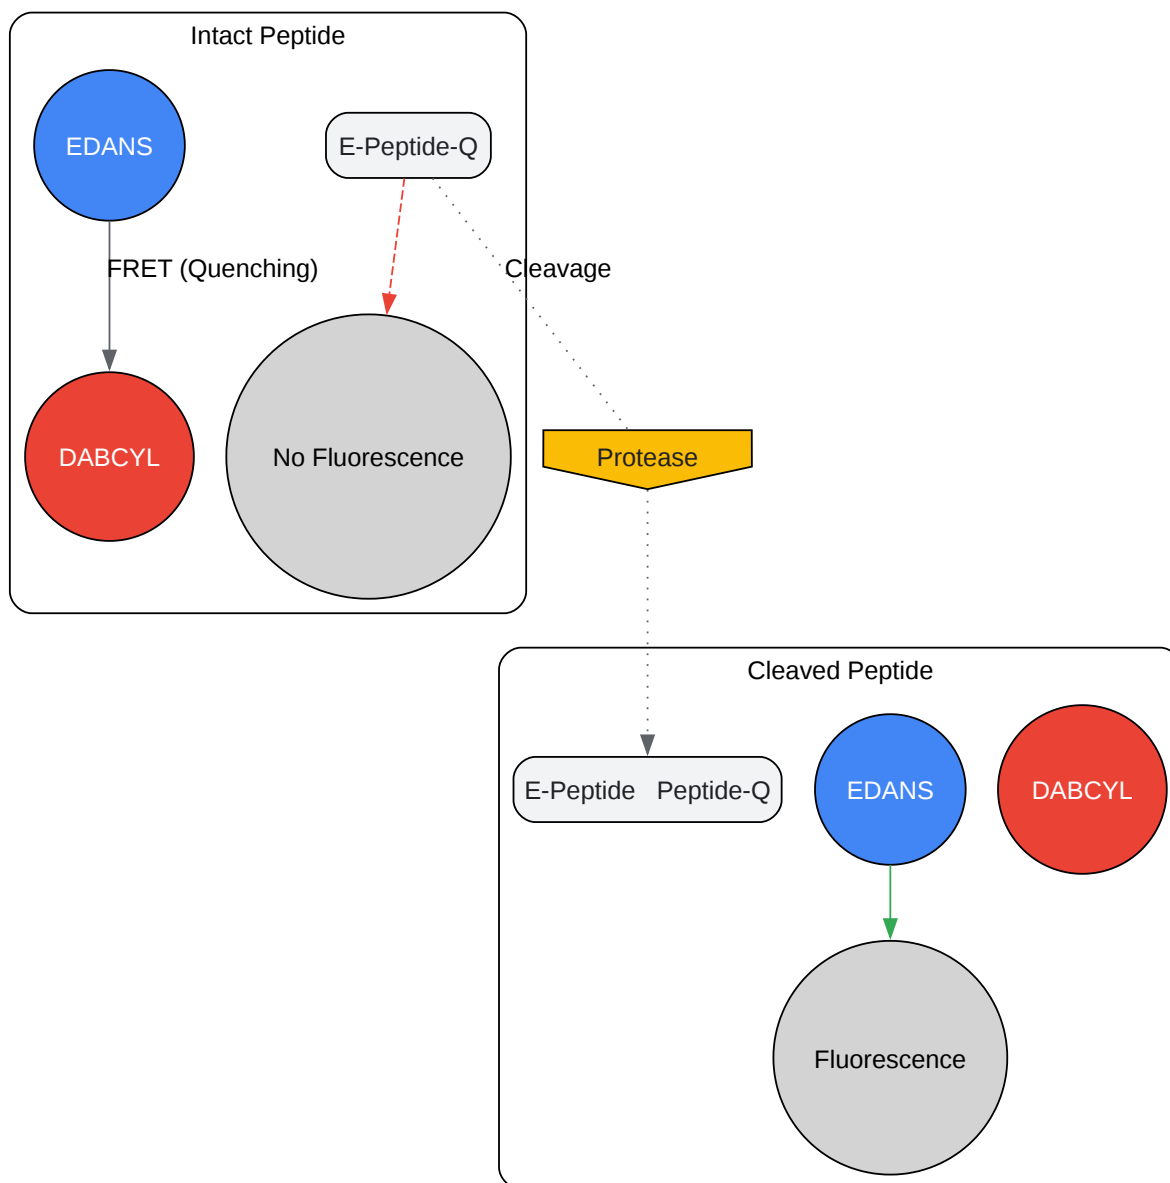 Intact Peptide
EDANS
E-Peptide-Q
FRET (Quenching)
Cleavage
DABCYL
No Fluorescence
Protease
Cleaved Peptide
E-Peptide Peptide-Q
EDANS
DABCYL
Fluorescence